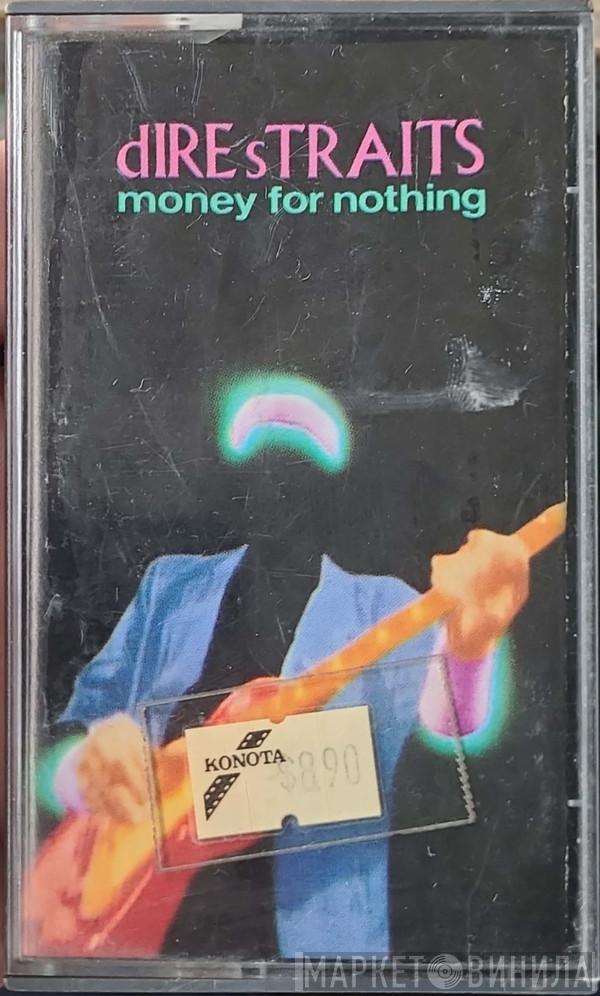 dIRE sTRAITS
money for nothing
KONOTA
$8.90
МАРКЕТ ВИНИЛА